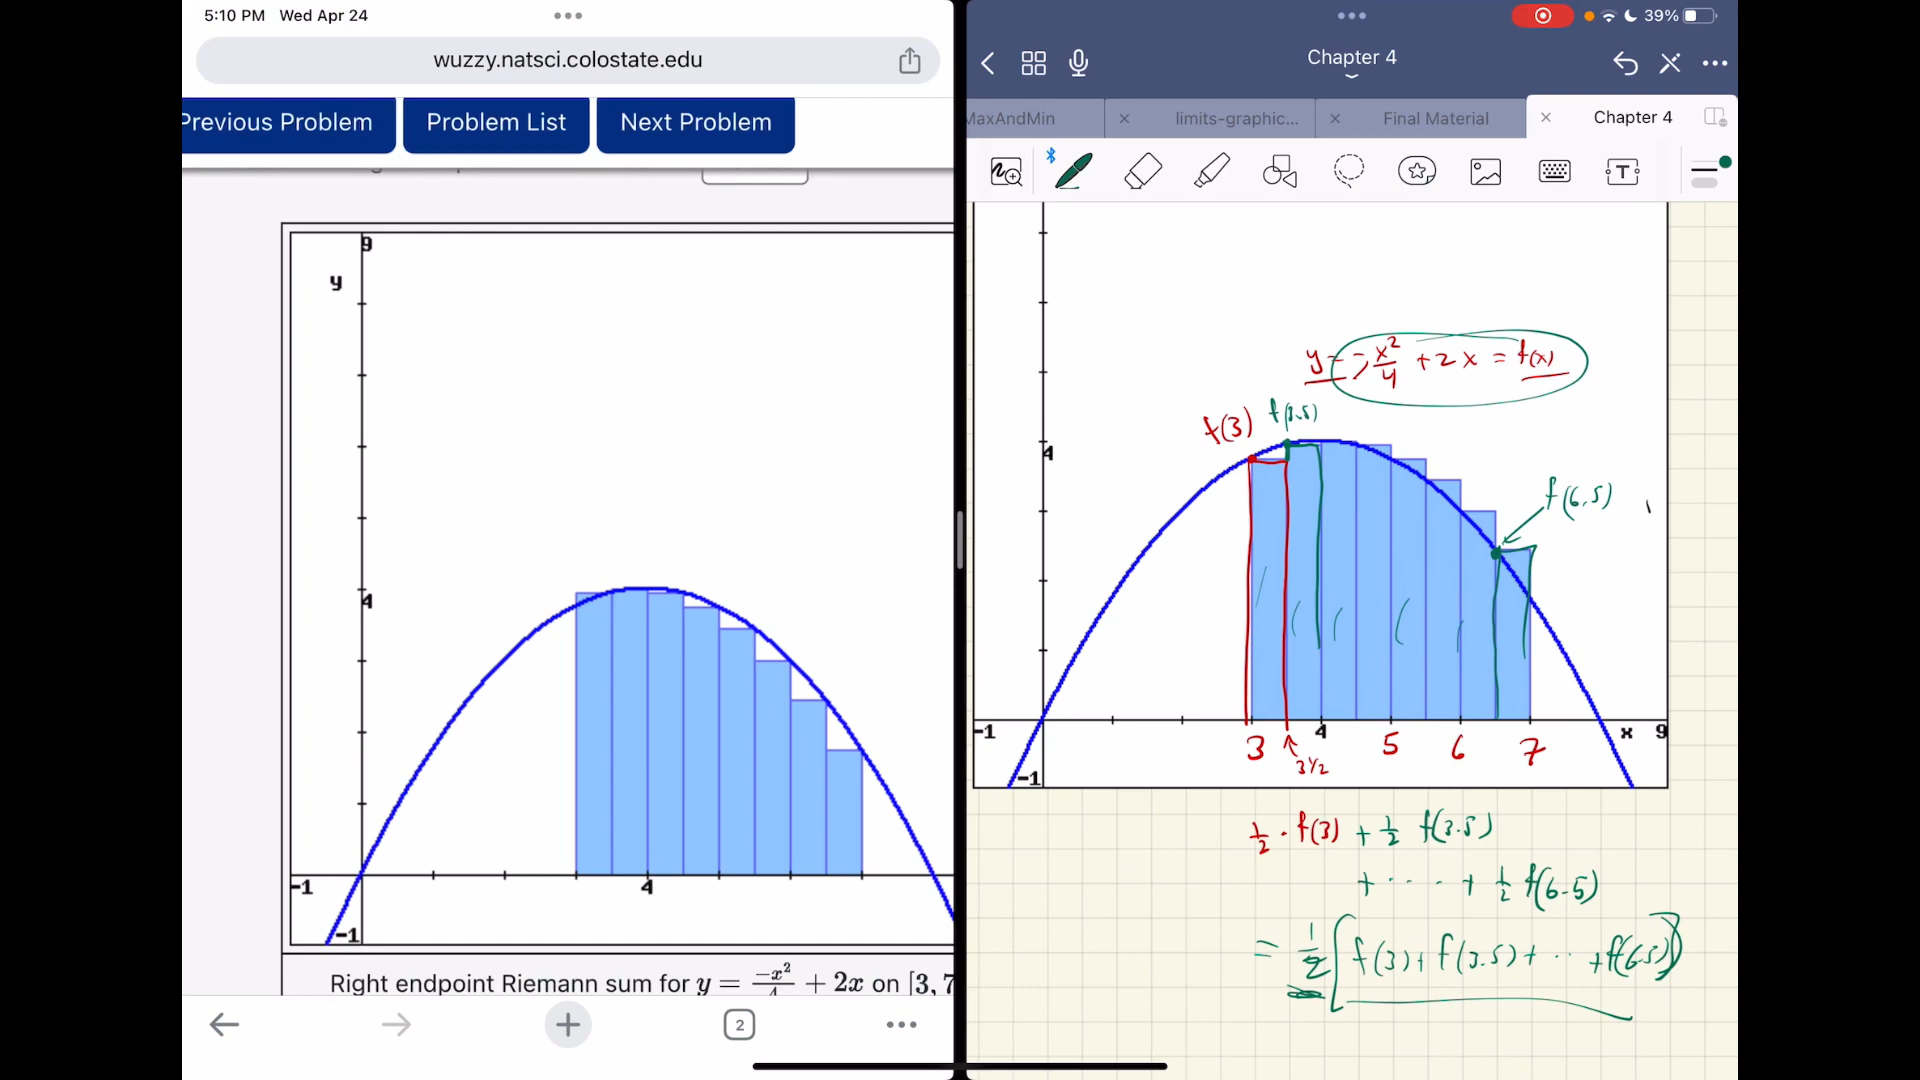 5:10 PM Wed Apr 24
wuzzy.natsci.colostate.edu
Previous Problem
Problem List
Next Problem
9
y
4
-1
4
-1
Right endpoint Riemann sum for y = −x²/4 + 2x on [3, 7
2
39%
Chapter 4
MaxAndMin
limits-graphic...
Final Material
Chapter 4
T
y = -x²/4 + 2x = f(x)
f(3) f(3.5)
4
f(6.5)
-1 4 x 9
3 3½ 5 6 7
-1
½ · f(3) + ½ f(3.5)
+ · · · + ½ f(6.5)
= ½ [f(3) + f(3.5) + · · + f(6.5)]